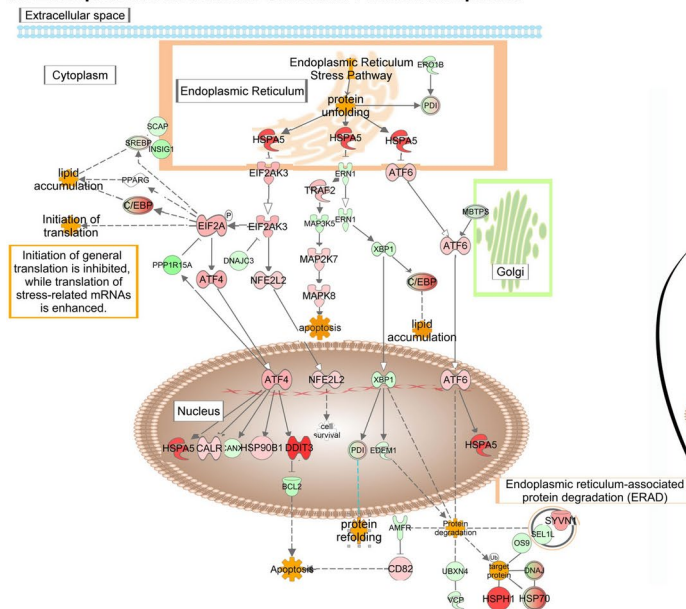 Extracellular space
Cytoplasm
Endoplasmic Reticulum
Endoplasmic Reticulum
Stress Pathway
ERO1B
PDI
protein
unfolding
HSPA5
HSPA5
HSPA5
SCAP
SREBP
INSIG1
EIF2AK3
ERN1
ATF6
lipid
accumulation
PPARG
TRAF2
C/EBP
P
MBTPS
Initiation of
translation
EIF2A
EIF2AK3
MAP3K5
ERN1
ATF6
Golgi
Initiation of general
translation is inhibited,
while translation of
stress-related mRNAs
is enhanced.
PPP1R15A
DNAJC3
XBP1
MAP2K7
ATF4
NFE2L2
C/EBP
MAPK8
apoptosis
lipid
accumulation
ATF4
NFE2L2
XBP1
ATF6
Nucleus
cell
survival
HSPA5
CALR
CANX
HSP90B1
DDIT3
PDI
EDEM1
HSPA5
BCL2
Endoplasmic reticulum-associated
protein degradation (ERAD)
protein
refolding
AMFR
Protein
degradation
SYVN1
SEL1L
OS9
Ub
Apoptosis
CD82
UBXN4
target
protein
DNAJ
VCP
HSPH1
HSP70